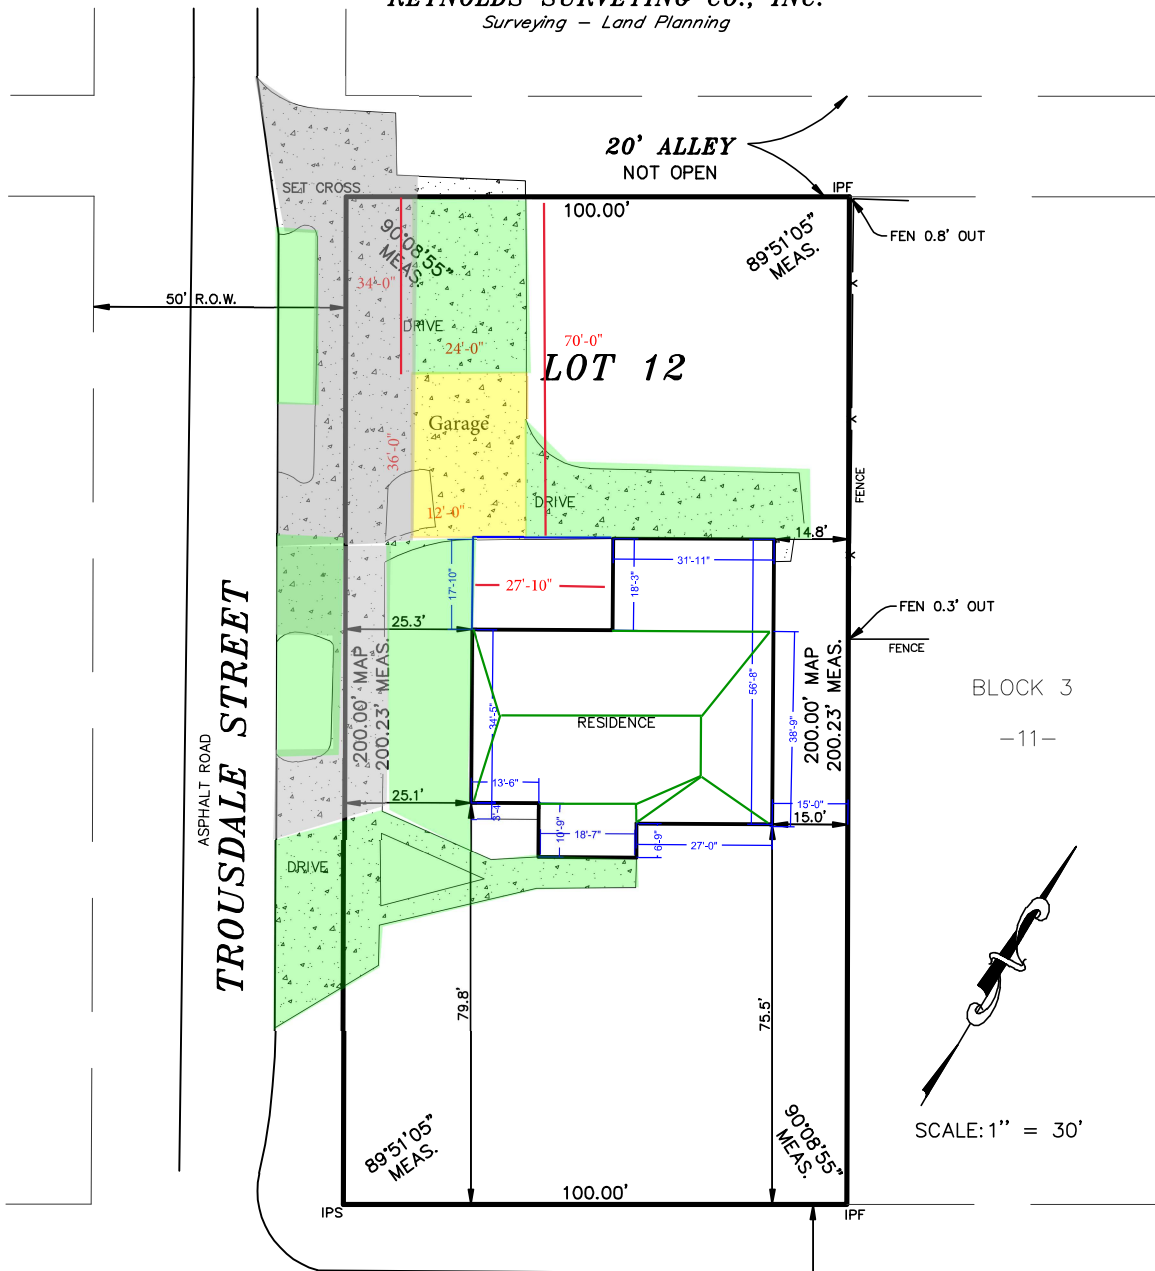 REYNOLDS SURVEYING CO., INC.
Surveying – Land Planning
20' ALLEY
NOT OPEN
SET CROSS
IPF
100.00'
90°08'55"
MEAS.
89°51'05"
MEAS.
FEN 0.8' OUT
50' R.O.W.
34'-0"
DRIVE
24'-0"
70'-0"
LOT 12
Garage
36'-0"
12'-0"
DRIVE
FENCE
14.8'
31'-11"
17'-10"
18'-3"
27'-10"
25.3'
FEN 0.3' OUT
FENCE
200.00' MAP
200.23' MEAS.
34'-5"
56'-8"
38'-9"
200.00' MAP
200.23' MEAS.
RESIDENCE
BLOCK 3
-11-
ASPHALT ROAD
TROUSDALE STREET
13'-6"
25.1'
3'-4"
10'-9"
18'-7"
6'-9"
27'-0"
15'-0"
15.0'
DRIVE
79.8'
75.5'
SCALE: 1" = 30'
89°51'05"
MEAS.
90°08'55"
MEAS.
100.00'
IPS
IPF